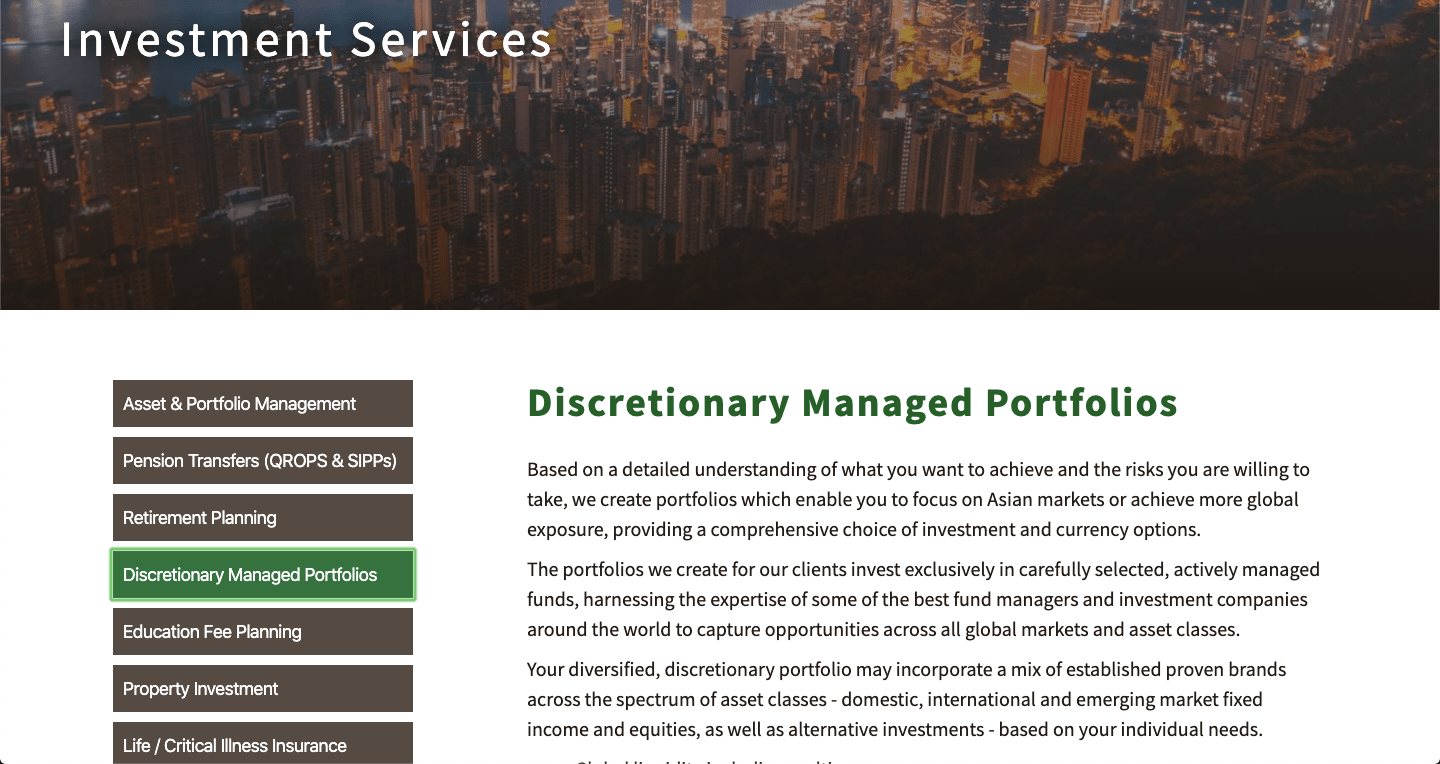 Investment Services
Asset & Portfolio Management
Pension Transfers (QROPS & SIPPs)
Retirement Planning
Discretionary Managed Portfolios
Education Fee Planning
Property Investment
Life / Critical Illness Insurance
Discretionary Managed Portfolios
Based on a detailed understanding of what you want to achieve and the risks you are willing to
take, we create portfolios which enable you to focus on Asian markets or achieve more global
exposure, providing a comprehensive choice of investment and currency options.
The portfolios we create for our clients invest exclusively in carefully selected, actively managed
funds, harnessing the expertise of some of the best fund managers and investment companies
around the world to capture opportunities across all global markets and asset classes.
Your diversified, discretionary portfolio may incorporate a mix of established proven brands
across the spectrum of asset classes - domestic, international and emerging market fixed
income and equities, as well as alternative investments - based on your individual needs.